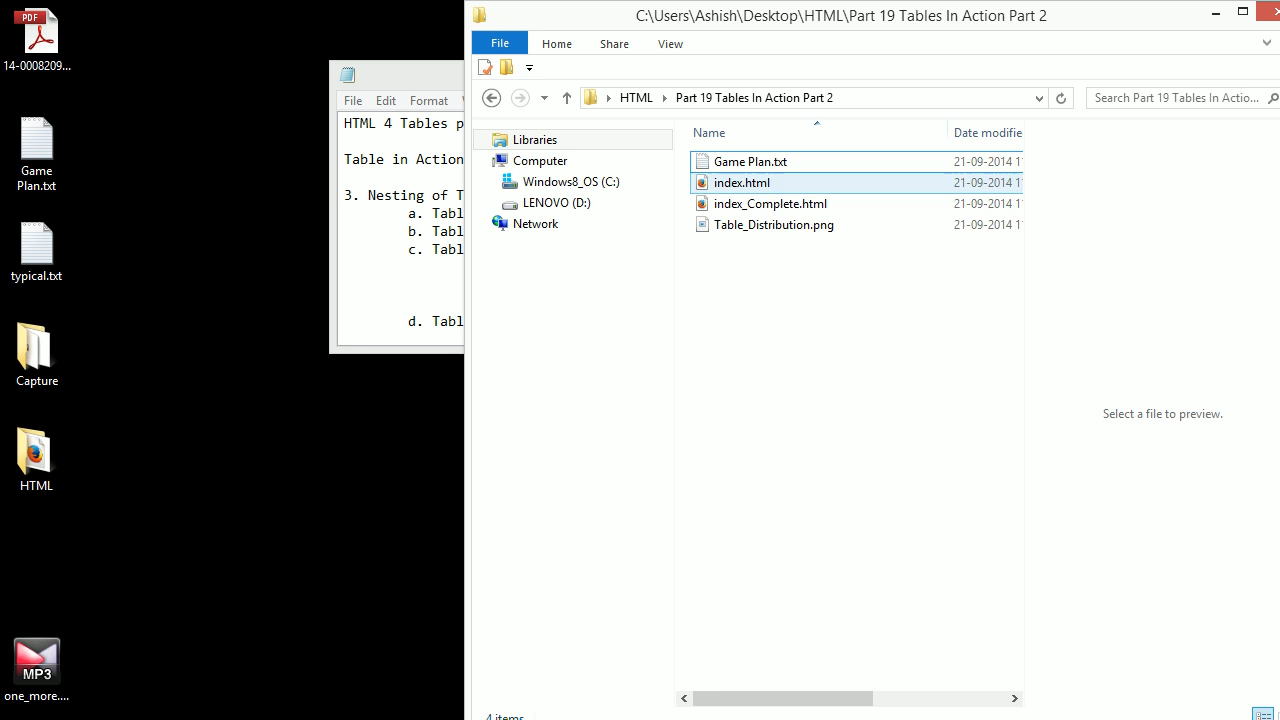 PDF
14-0008209...
Game
Plan.txt
typical.txt
Capture
HTML
MP3
one_more....
File Edit Format
HTML 4 Tables p
Table in Action
3. Nesting of T
a. Tabl
b. Tabl
c. Tabl
d. Tabl
C:\Users\Ashish\Desktop\HTML\Part 19 Tables In Action Part 2
File Home Share View
HTML Part 19 Tables In Action Part 2
Search Part 19 Tables In Actio...
Libraries
Computer
Windows8_OS (C:)
LENOVO (D:)
Network
Name Date modifie
Game Plan.txt 21-09-2014 1
index.html 21-09-2014 1
index_Complete.html 21-09-2014 1
Table_Distribution.png 21-09-2014 1
Select a file to preview.
4 items